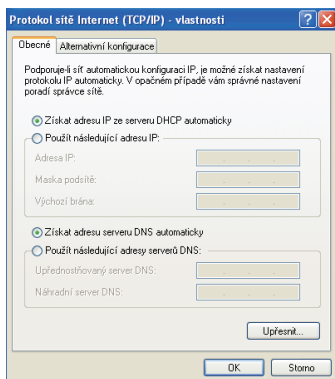 Protokol sítě Internet (TCP/IP) - vlastnosti
Obecné
Alternativní konfigurace
Podporuje-li síť automatickou konfiguraci IP, je možné získat nastavení
protokolu IP automaticky. V opačném případě vám správné nastavení
poradí správce sítě.
Získat adresu IP ze serveru DHCP automaticky
Použít následující adresu IP:
Adresa IP:
Maska podsítě:
Výchozí brána:
Získat adresu serveru DNS automaticky
Použít následující adresy serverů DNS:
Upřednostňovaný server DNS:
Náhradní server DNS:
Upřesnit...
OK
Storno